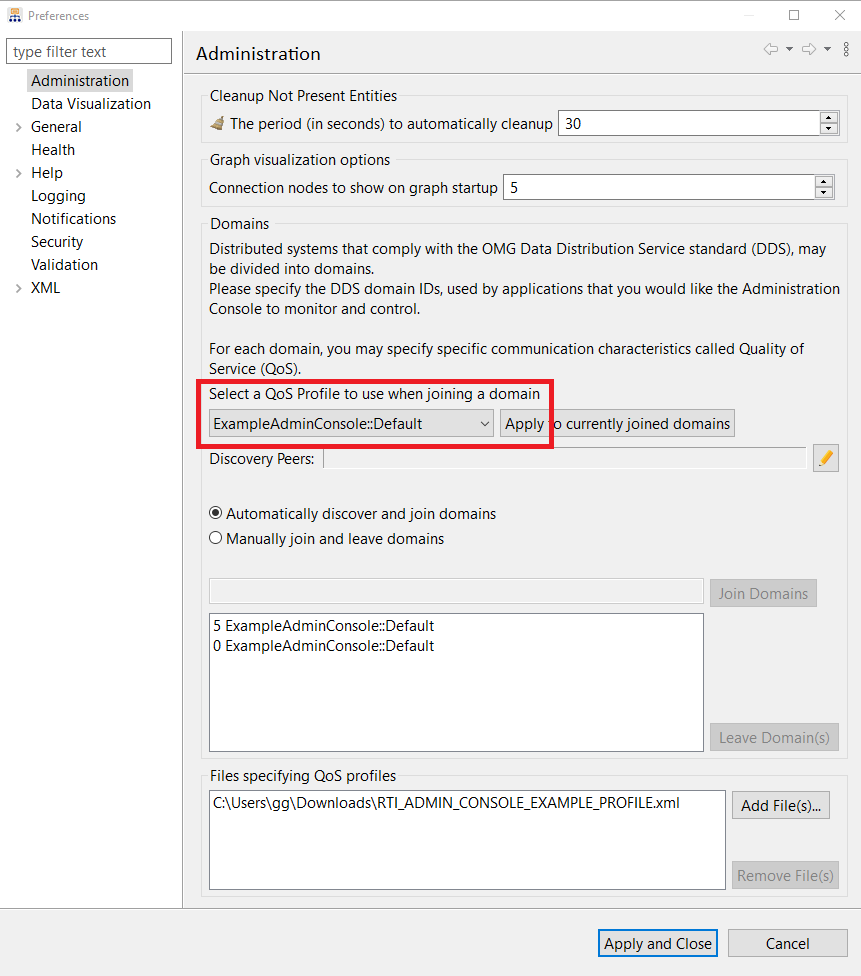 Preferences
type filter text
Administration
Data Visualization
General
Health
Help
Logging
Notifications
Security
Validation
XML
Administration
Cleanup Not Present Entities
The period (in seconds) to automatically cleanup 30
Graph visualization options
Connection nodes to show on graph startup 5
Domains
Distributed systems that comply with the OMG Data Distribution Service standard (DDS), may
be divided into domains.
Please specify the DDS domain IDs, used by applications that you would like the Administration
Console to monitor and control.
For each domain, you may specify specific communication characteristics called Quality of
Service (QoS).
Select a QoS Profile to use when joining a domain
ExampleAdminConsole::Default Apply to currently joined domains
Discovery Peers:
Automatically discover and join domains
Manually join and leave domains
Join Domains
5 ExampleAdminConsole::Default
0 ExampleAdminConsole::Default
Leave Domain(s)
Files specifying QoS profiles
C:\Users\gg\Downloads\RTI_ADMIN_CONSOLE_EXAMPLE_PROFILE.xml
Add File(s)...
Remove File(s)
Apply and Close Cancel